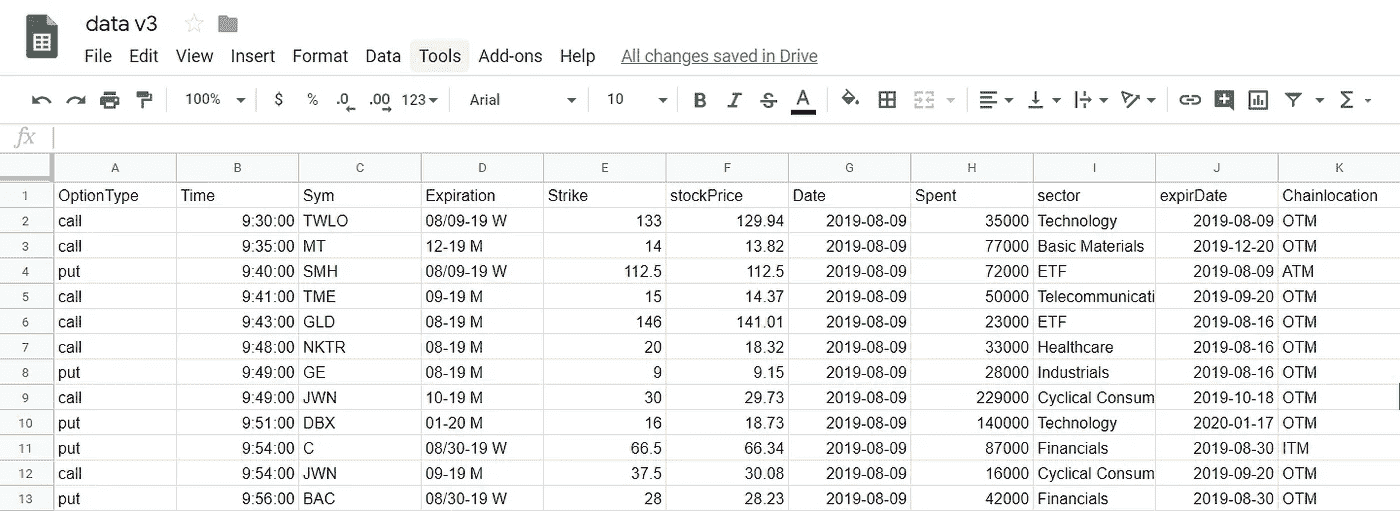 data v3
File Edit View Insert Format Data Tools Add-ons Help All changes saved in Drive
100% $ % .0 .00 123 Arial 10 B I S A Σ
fx
A B C D E F G H I J K
1 OptionType Time Sym Expiration Strike stockPrice Date Spent sector expirDate Chainlocation
2 call 9:30:00 TWLO 08/09-19 W 133 129.94 2019-08-09 35000 Technology 2019-08-09 OTM
3 call 9:35:00 MT 12-19 M 14 13.82 2019-08-09 77000 Basic Materials 2019-12-20 OTM
4 put 9:40:00 SMH 08/09-19 W 112.5 112.5 2019-08-09 72000 ETF 2019-08-09 ATM
5 call 9:41:00 TME 09-19 M 15 14.37 2019-08-09 50000 Telecommunicati 2019-09-20 OTM
6 call 9:43:00 GLD 08-19 M 146 141.01 2019-08-09 23000 ETF 2019-08-16 OTM
7 call 9:48:00 NKTR 08-19 M 20 18.32 2019-08-09 33000 Healthcare 2019-08-16 OTM
8 put 9:49:00 GE 08-19 M 9 9.15 2019-08-09 28000 Industrials 2019-08-16 OTM
9 call 9:49:00 JWN 10-19 M 30 29.73 2019-08-09 229000 Cyclical Consum 2019-10-18 OTM
10 put 9:51:00 DBX 01-20 M 16 18.73 2019-08-09 140000 Technology 2020-01-17 OTM
11 put 9:54:00 C 08/30-19 W 66.5 66.34 2019-08-09 87000 Financials 2019-08-30 ITM
12 call 9:54:00 JWN 09-19 M 37.5 30.08 2019-08-09 16000 Cyclical Consum 2019-09-20 OTM
13 put 9:56:00 BAC 08/30-19 W 28 28.23 2019-08-09 42000 Financials 2019-08-30 OTM